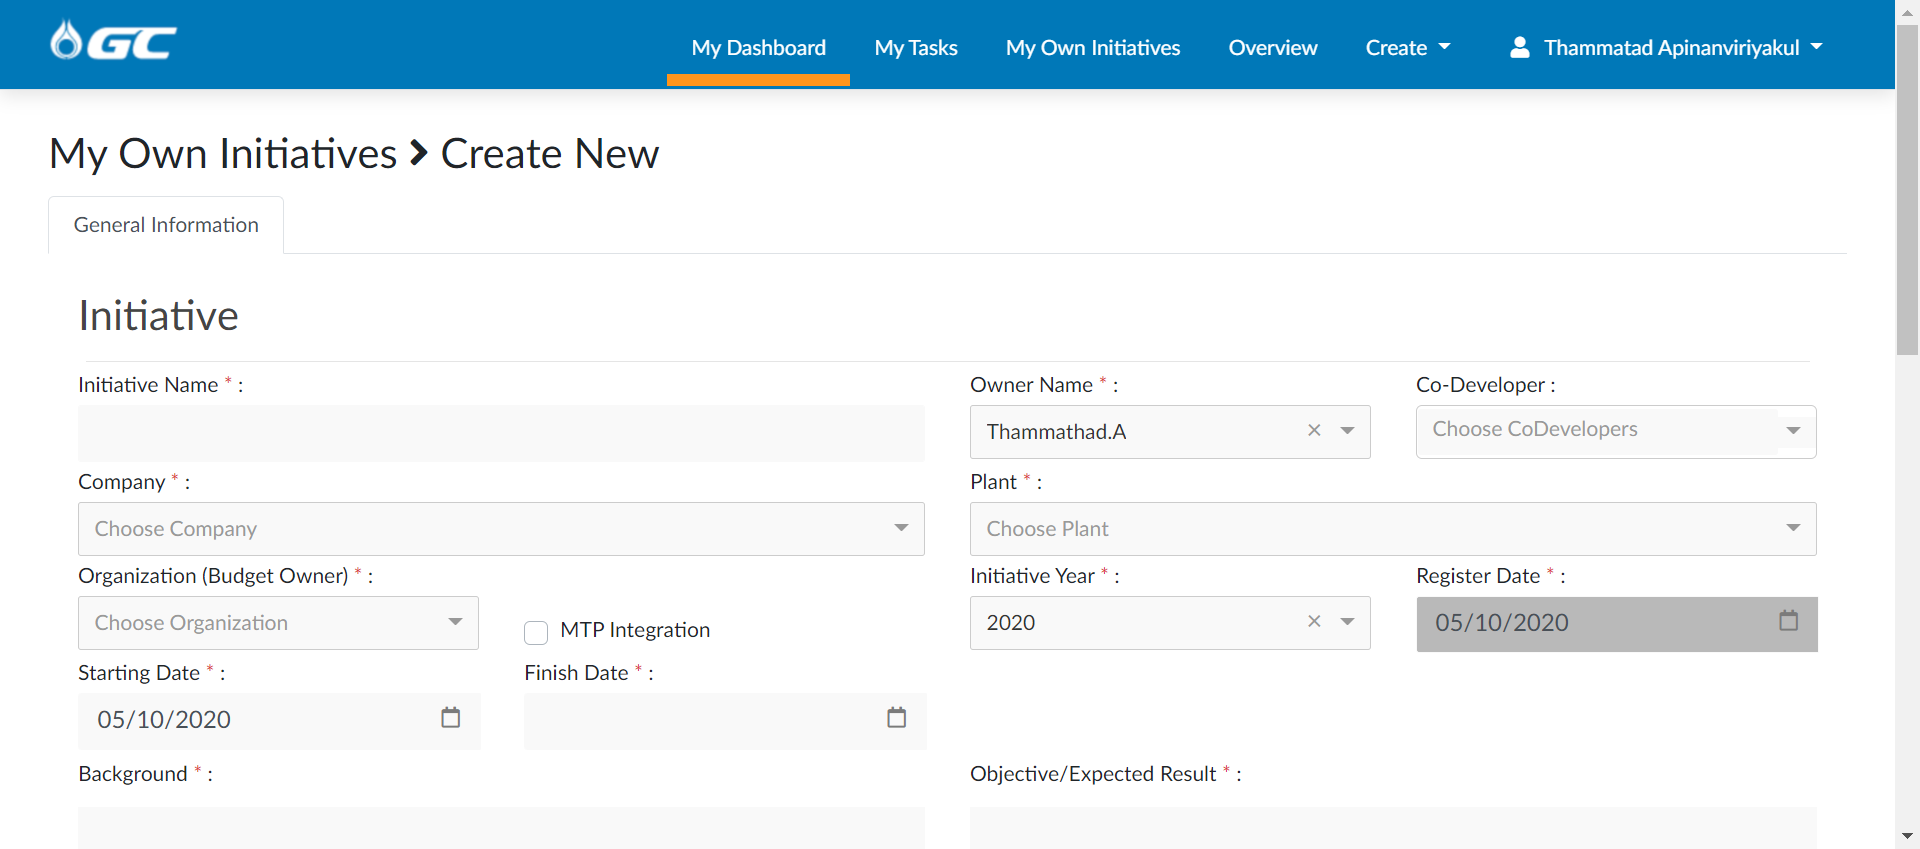 GC
My Dashboard My Tasks My Own Initiatives Overview Create Thammatad Apinanviriyakul
My Own Initiatives > Create New
General Information
Initiative
Initiative Name * : Owner Name * : Co-Developer :
Thammathad.A × Choose CoDevelopers
Company * : Plant * :
Choose Company Choose Plant
Organization (Budget Owner) * : Initiative Year * : Register Date * :
Choose Organization MTP Integration 2020 × 05/10/2020
Starting Date * : Finish Date * :
05/10/2020
Background * : Objective/Expected Result * :